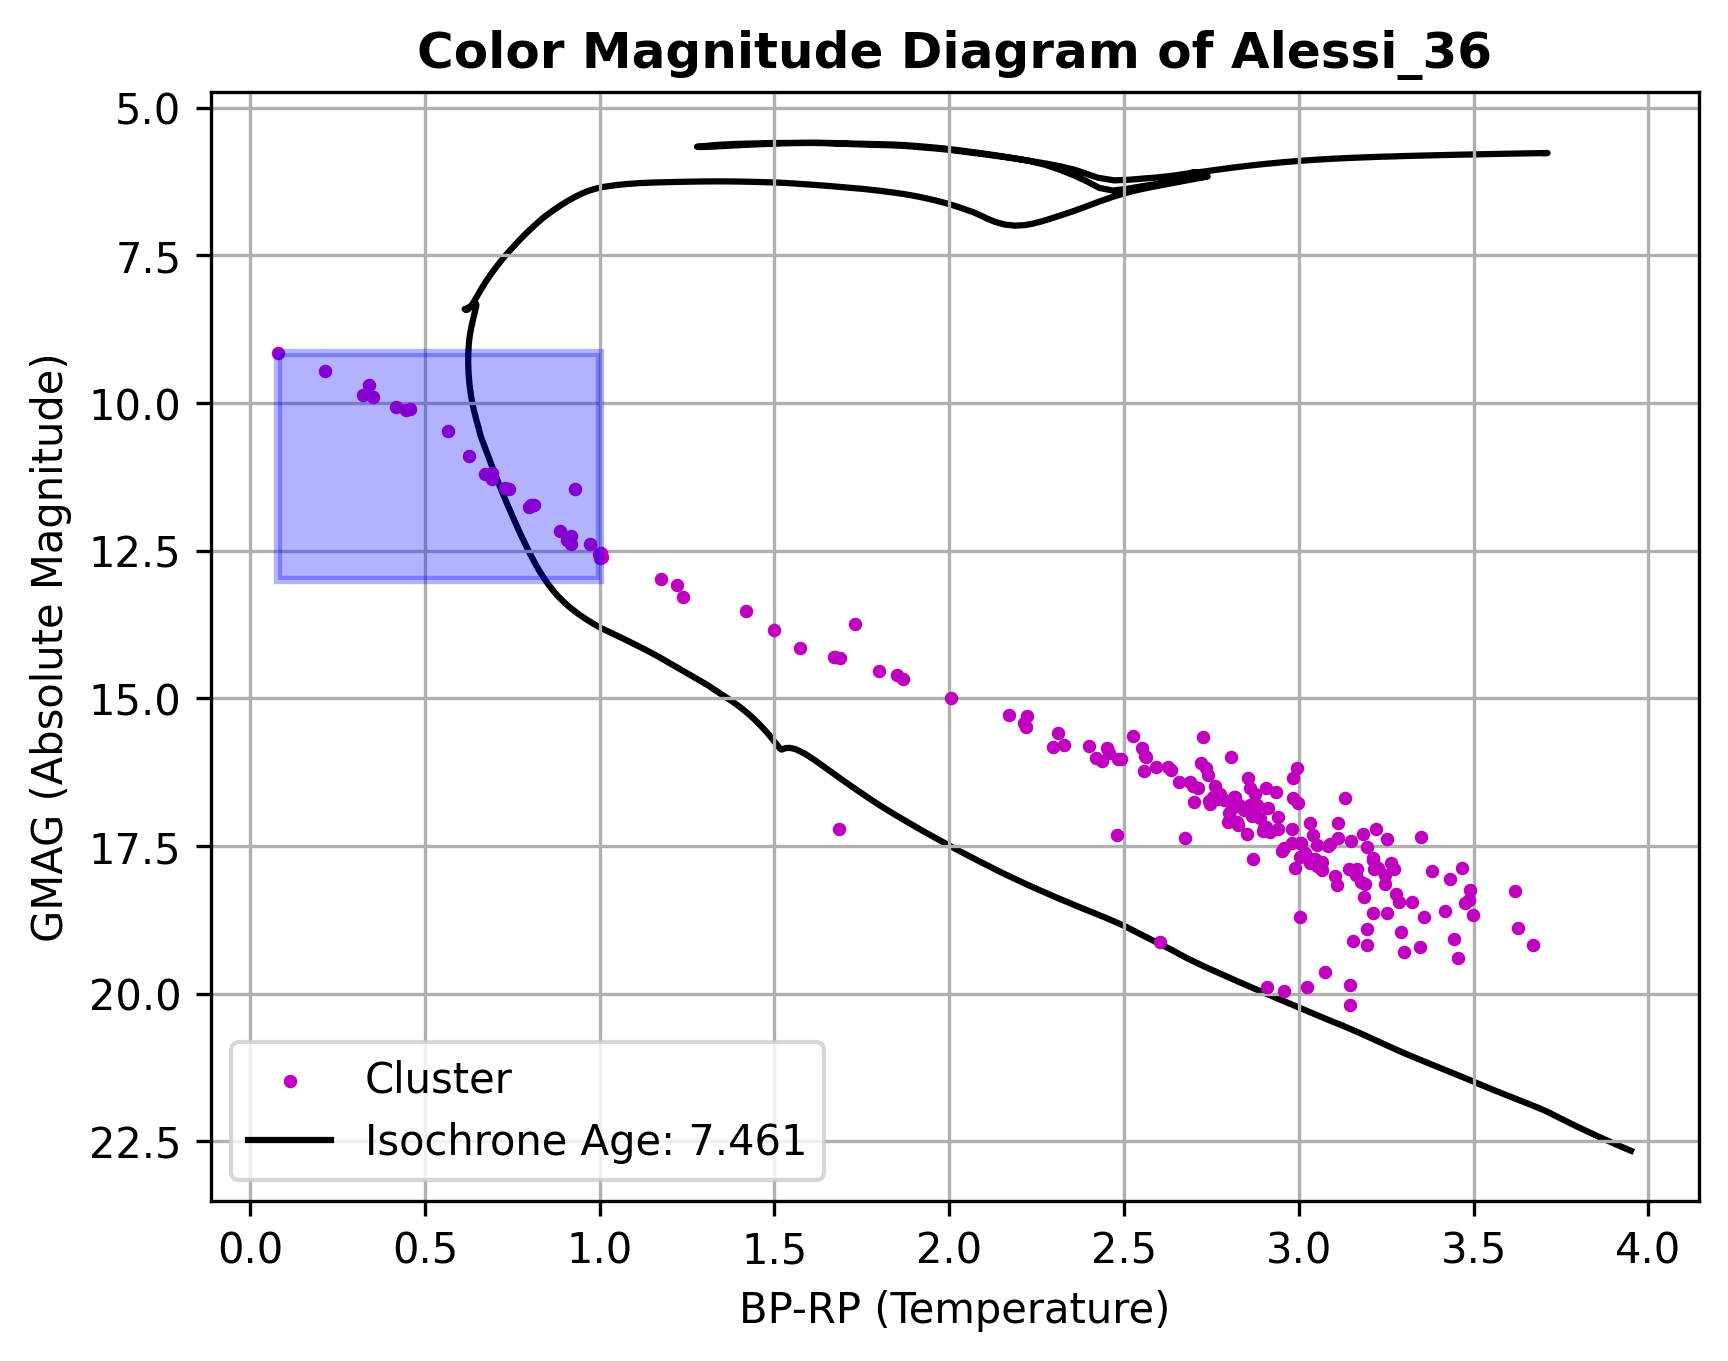 Color Magnitude Diagram of Alessi_36
GMAG (Absolute Magnitude)
5.0
7.5
10.0
12.5
15.0
17.5
20.0
22.5
Cluster
Isochrone Age: 7.461
0.0 0.5 1.0 1.5 2.0 2.5 3.0 3.5 4.0
BP-RP (Temperature)